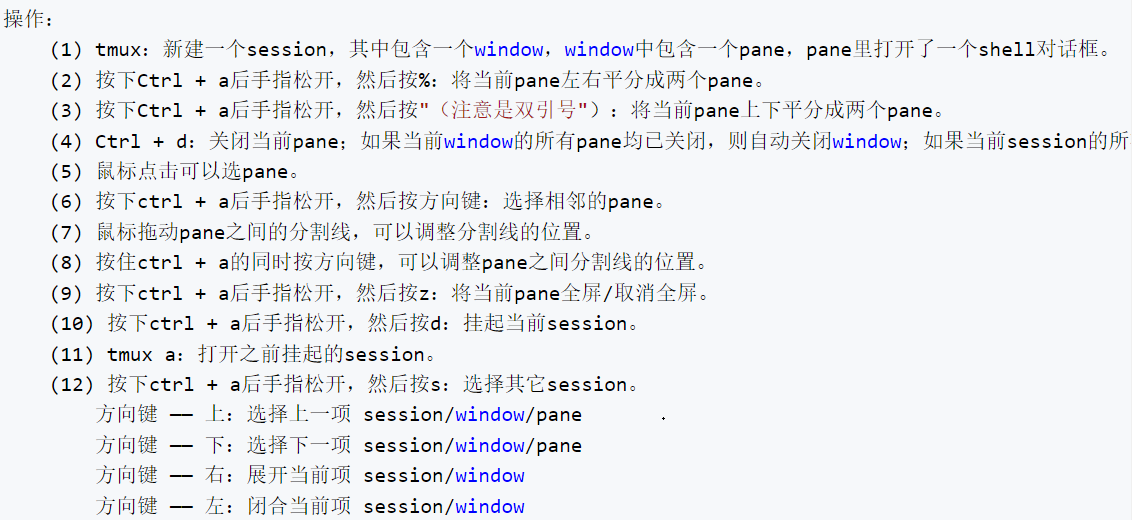 操作：
(1) tmux：新建一个session，其中包含一个window，window中包含一个pane，pane里打开了一个shell对话框。
(2) 按下Ctrl + a后手指松开，然后按%：将当前pane左右平分成两个pane。
(3) 按下Ctrl + a后手指松开，然后按"（注意是双引号"）：将当前pane上下平分成两个pane。
(4) Ctrl + d：关闭当前pane；如果当前window的所有pane均已关闭，则自动关闭window；如果当前session的所
(5) 鼠标点击可以选pane。
(6) 按下ctrl + a后手指松开，然后按方向键：选择相邻的pane。
(7) 鼠标拖动pane之间的分割线，可以调整分割线的位置。
(8) 按住ctrl + a的同时按方向键，可以调整pane之间分割线的位置。
(9) 按下ctrl + a后手指松开，然后按z：将当前pane全屏/取消全屏。
(10) 按下ctrl + a后手指松开，然后按d：挂起当前session。
(11) tmux a：打开之前挂起的session。
(12) 按下ctrl + a后手指松开，然后按s：选择其它session。
方向键 —— 上：选择上一项 session/window/pane
方向键 —— 下：选择下一项 session/window/pane
方向键 —— 右：展开当前项 session/window
方向键 —— 左：闭合当前项 session/window